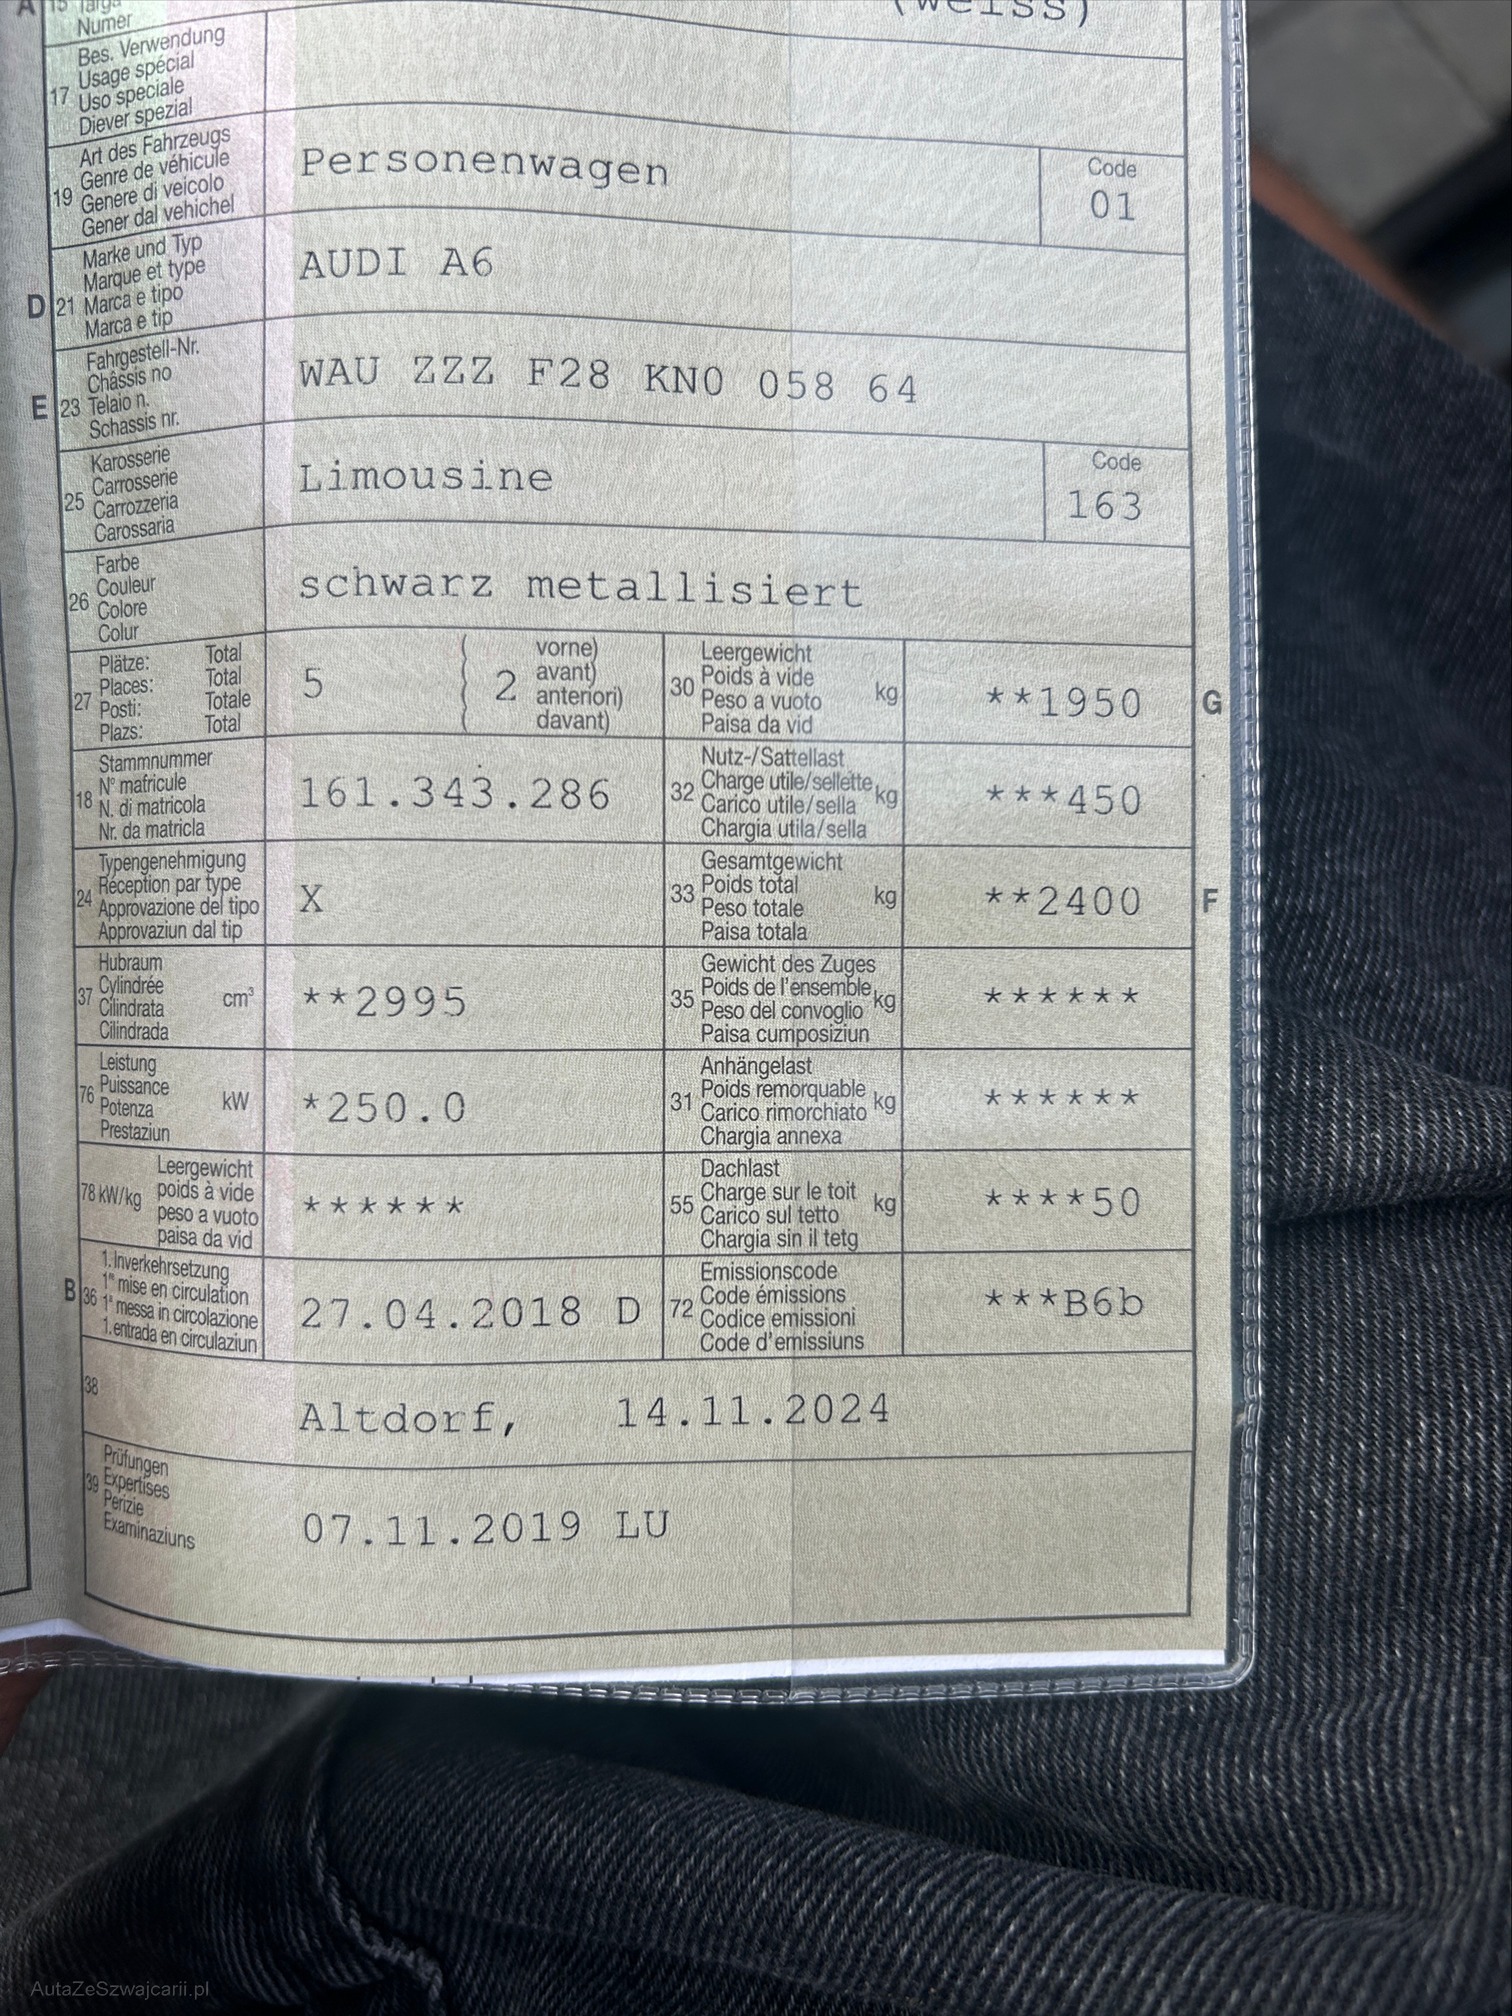 A 15 Targa
Numer
(weiss)
17 Bes. Verwendung
Usage spécial
Uso speciale
Diever spezial
19 Art des Fahrzeugs
Genre de véhicule
Genere di veicolo
Gener dal vehichel
Personenwagen
Code
01
D 21 Marke und Typ
Marque et type
Marca e tipo
Marca e tip
AUDI A6
E 23 Fahrgestell-Nr.
Châssis no
Telaio n.
Schassis nr.
WAU ZZZ F28 KN0 058 64
25 Karosserie
Carrosserie
Carrozzeria
Carossaria
Limousine
Code
163
26 Farbe
Couleur
Colore
Colur
schwarz metallisiert
27 Plätze: Total
Places: Total
Posti: Totale
Plazs: Total
5 2 vorne)
avant)
anteriori)
davant)
30 Leergewicht
Poids à vide
Peso a vuoto
Paisa da vid
kg
**1950 G
18 Stammnummer
N° matricule
N. di matricola
Nr. da matricla
161.343.286
32 Nutz-/Sattellast
Charge utile/sellette
Carico utile/sella
Chargia utila/sella
kg
***450
24 Typengenehmigung
Réception par type
Approvazione del tipo
Approvaziun dal tip
X
33 Gesamtgewicht
Poids total
Peso totale
Paisa totala
kg
**2400 F
37 Hubraum
Cylindrée
Cilindrata
Cilindrada
cm³
**2995
35 Gewicht des Zuges
Poids de l'ensemble
Peso del convoglio
Paisa cumposiziun
kg
******
76 Leistung
Puissance
Potenza
Prestaziun
kW
*250.0
31 Anhängelast
Poids remorquable
Carico rimorchiato
Chargia annexa
kg
******
78 kW/kg Leergewicht
poids à vide
peso a vuoto
paisa da vid
******
55 Dachlast
Charge sur le toit
Carico sul tetto
Chargia sin il tetg
kg
****50
B 36 1. Inverkehrsetzung
1re mise en circulation
1a messa in circolazione
1. entrada en circulaziun
27.04.2018 D
72 Emissionscode
Code émissions
Codice emissioni
Code d'emissiuns
***B6b
38
Altdorf, 14.11.2024
39 Prüfungen
Expertises
Perizie
Examinaziuns
07.11.2019 LU
AutaZeSzwajcarii.pl